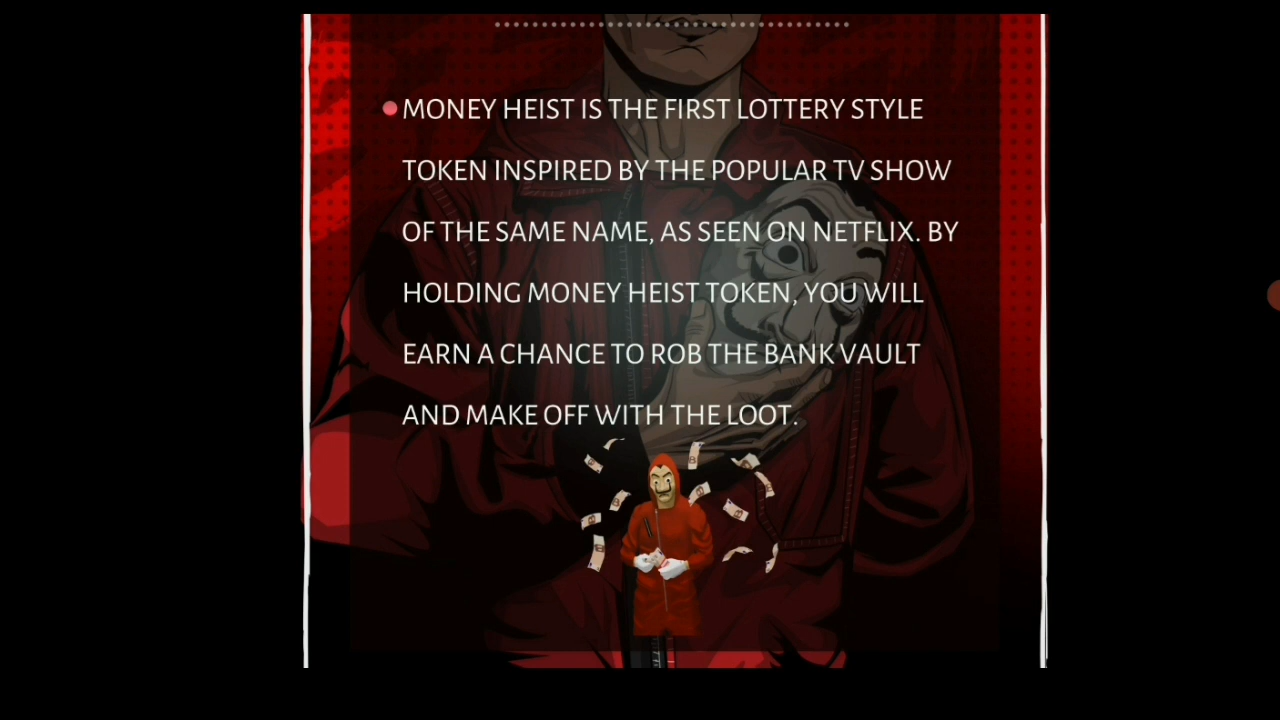 MONEY HEIST IS THE FIRST LOTTERY STYLE
TOKEN INSPIRED BY THE POPULAR TV SHOW
OF THE SAME NAME, AS SEEN ON NETFLIX. BY
HOLDING MONEY HEIST TOKEN, YOU WILL
EARN A CHANCE TO ROB THE BANK VAULT
AND MAKE OFF WITH THE LOOT.